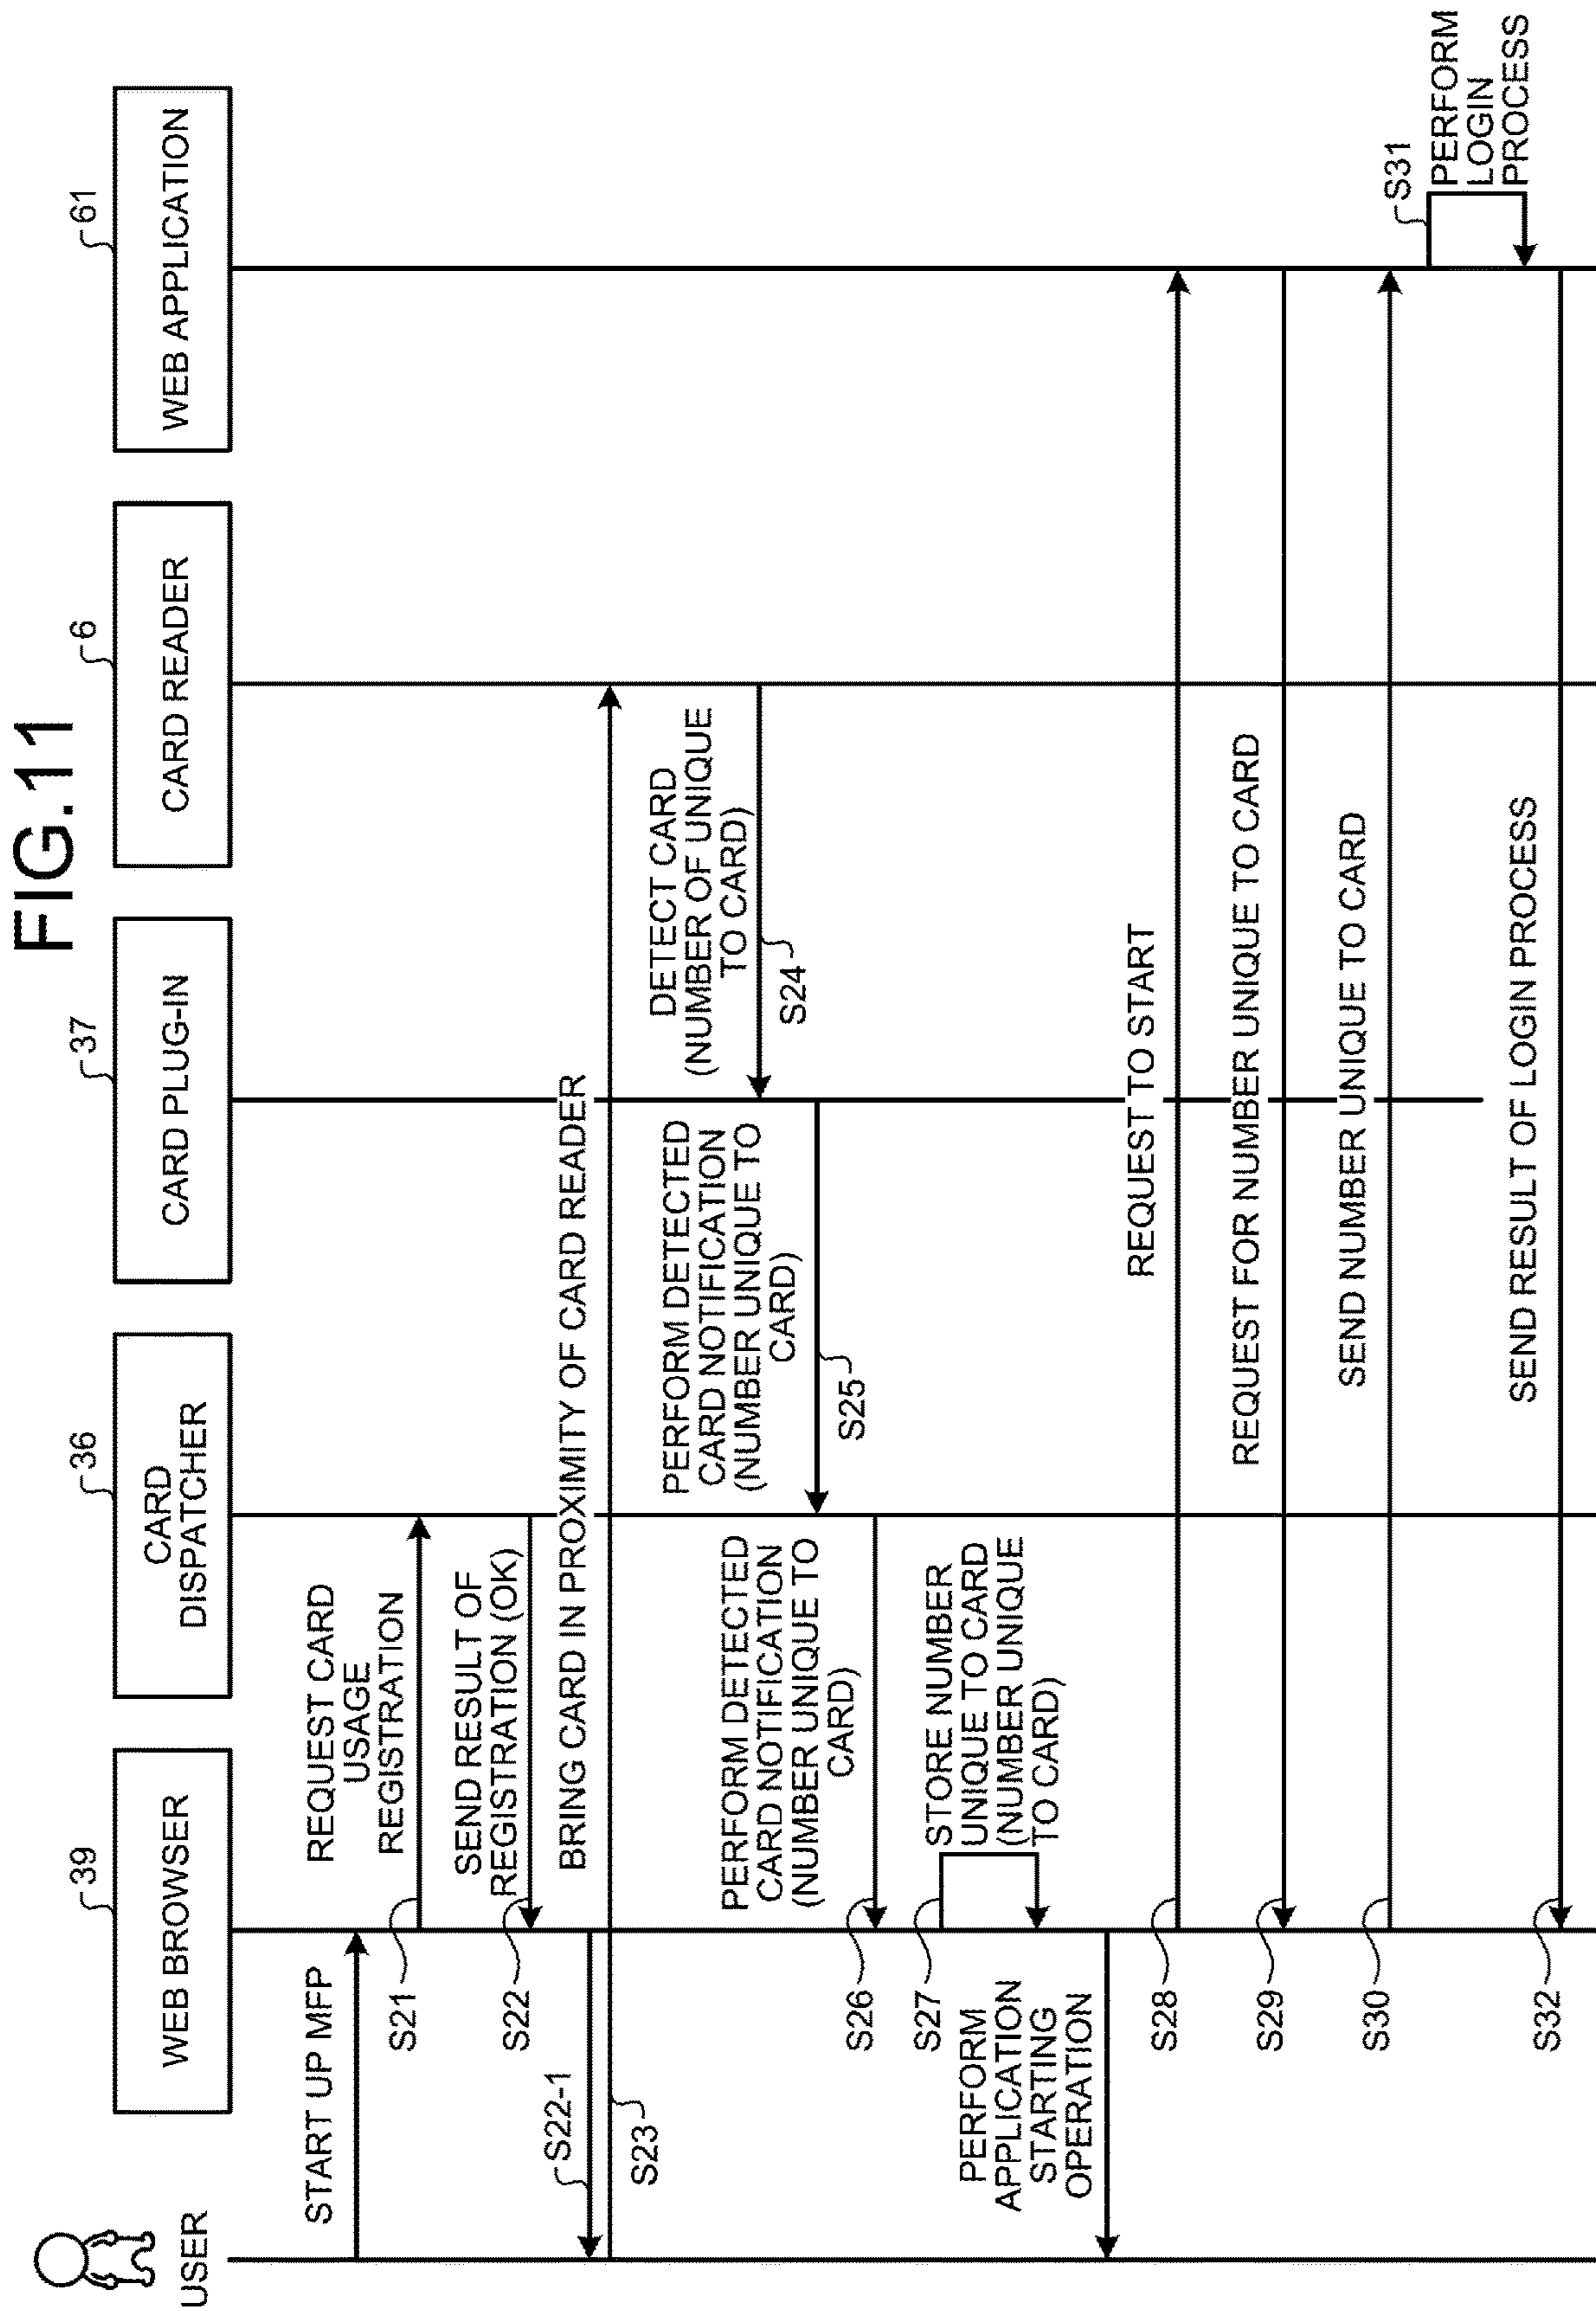 FIG.11
USER
39
WEB BROWSER
36
CARD
DISPATCHER
37
CARD PLUG-IN
6
CARD READER
61
WEB APPLICATION
START UP MFP
REQUEST CARD
USAGE
REGISTRATION
S21
SEND RESULT OF
REGISTRATION (OK)
S22
S22-1
BRING CARD IN PROXIMITY OF CARD READER
S23
DETECT CARD
(NUMBER OF UNIQUE
TO CARD)
S24
PERFORM DETECTED
CARD NOTIFICATION
(NUMBER UNIQUE TO
CARD)
S25
PERFORM DETECTED
CARD NOTIFICATION
(NUMBER UNIQUE TO
CARD)
S26
STORE NUMBER
UNIQUE TO CARD
(NUMBER UNIQUE
TO CARD)
S27
PERFORM
APPLICATION
STARTING
OPERATION
REQUEST TO START
S28
REQUEST FOR NUMBER UNIQUE TO CARD
S29
SEND NUMBER UNIQUE TO CARD
S30
S31
PERFORM
LOGIN
PROCESS
SEND RESULT OF LOGIN PROCESS
S32